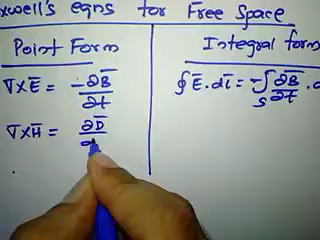 xwell's eqns for Free Space
Point Form
Integral form
∇×E̅ = -∂B̅/∂t
∮E̅.dl̅ = -∫S ∂B̅/∂t . d
∇×H̅ = ∂D̅/∂